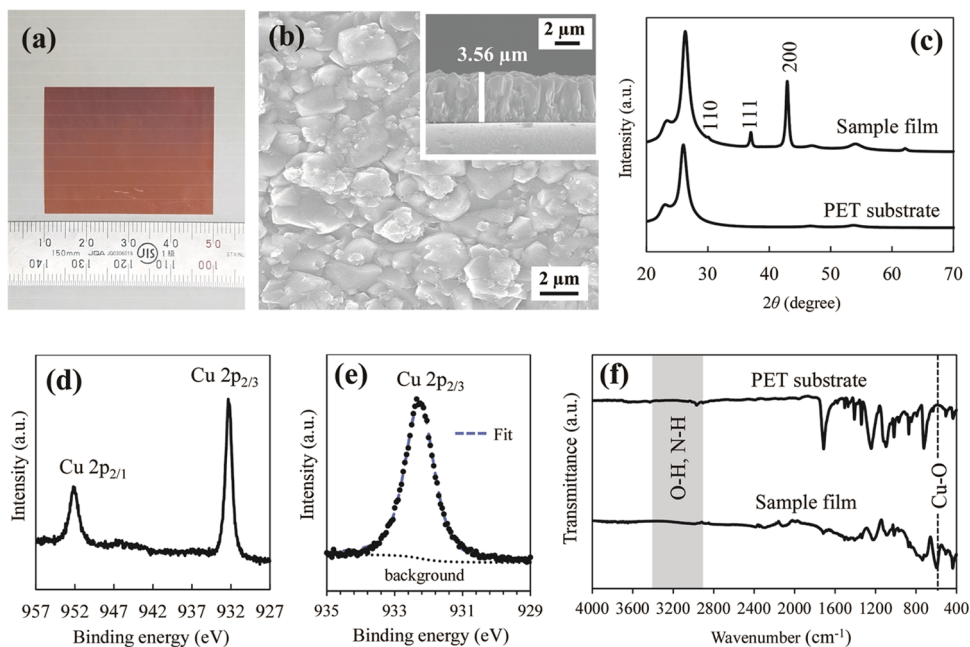 (a)
10 20 30 40 50
150mm JQA JIS 1級
140 130 120 110 100
(b)
2 µm
3.56 µm
2 µm
(c)
110
111
200
Sample film
PET substrate
Intensity (a.u.)
20 30 40 50 60 70
2θ (degree)
(d)
Cu 2p2/3
Cu 2p2/1
Intensity (a.u.)
957 952 947 942 937 932 927
Binding energy (eV)
(e)
Cu 2p2/3
Fit
background
Intensity (a.u.)
935 933 931 929
Binding energy (eV)
(f)
PET substrate
O-H, N-H
Sample film
Cu-O
Transmittance (a.u.)
4000 3600 3200 2800 2400 2000 1600 1200 800 400
Wavenumber (cm-1)